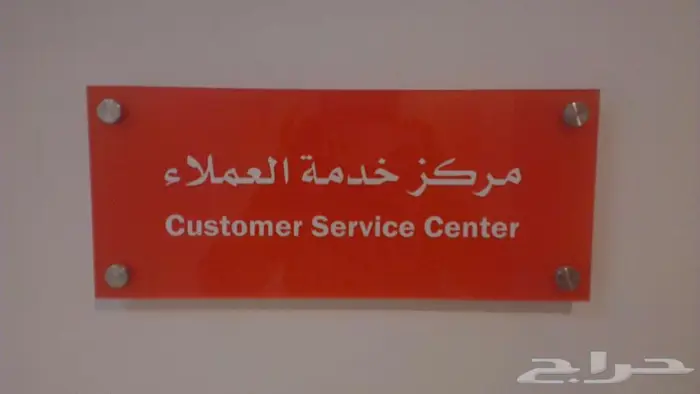 مركز خدمة العملاء
Customer Service Center
حراج